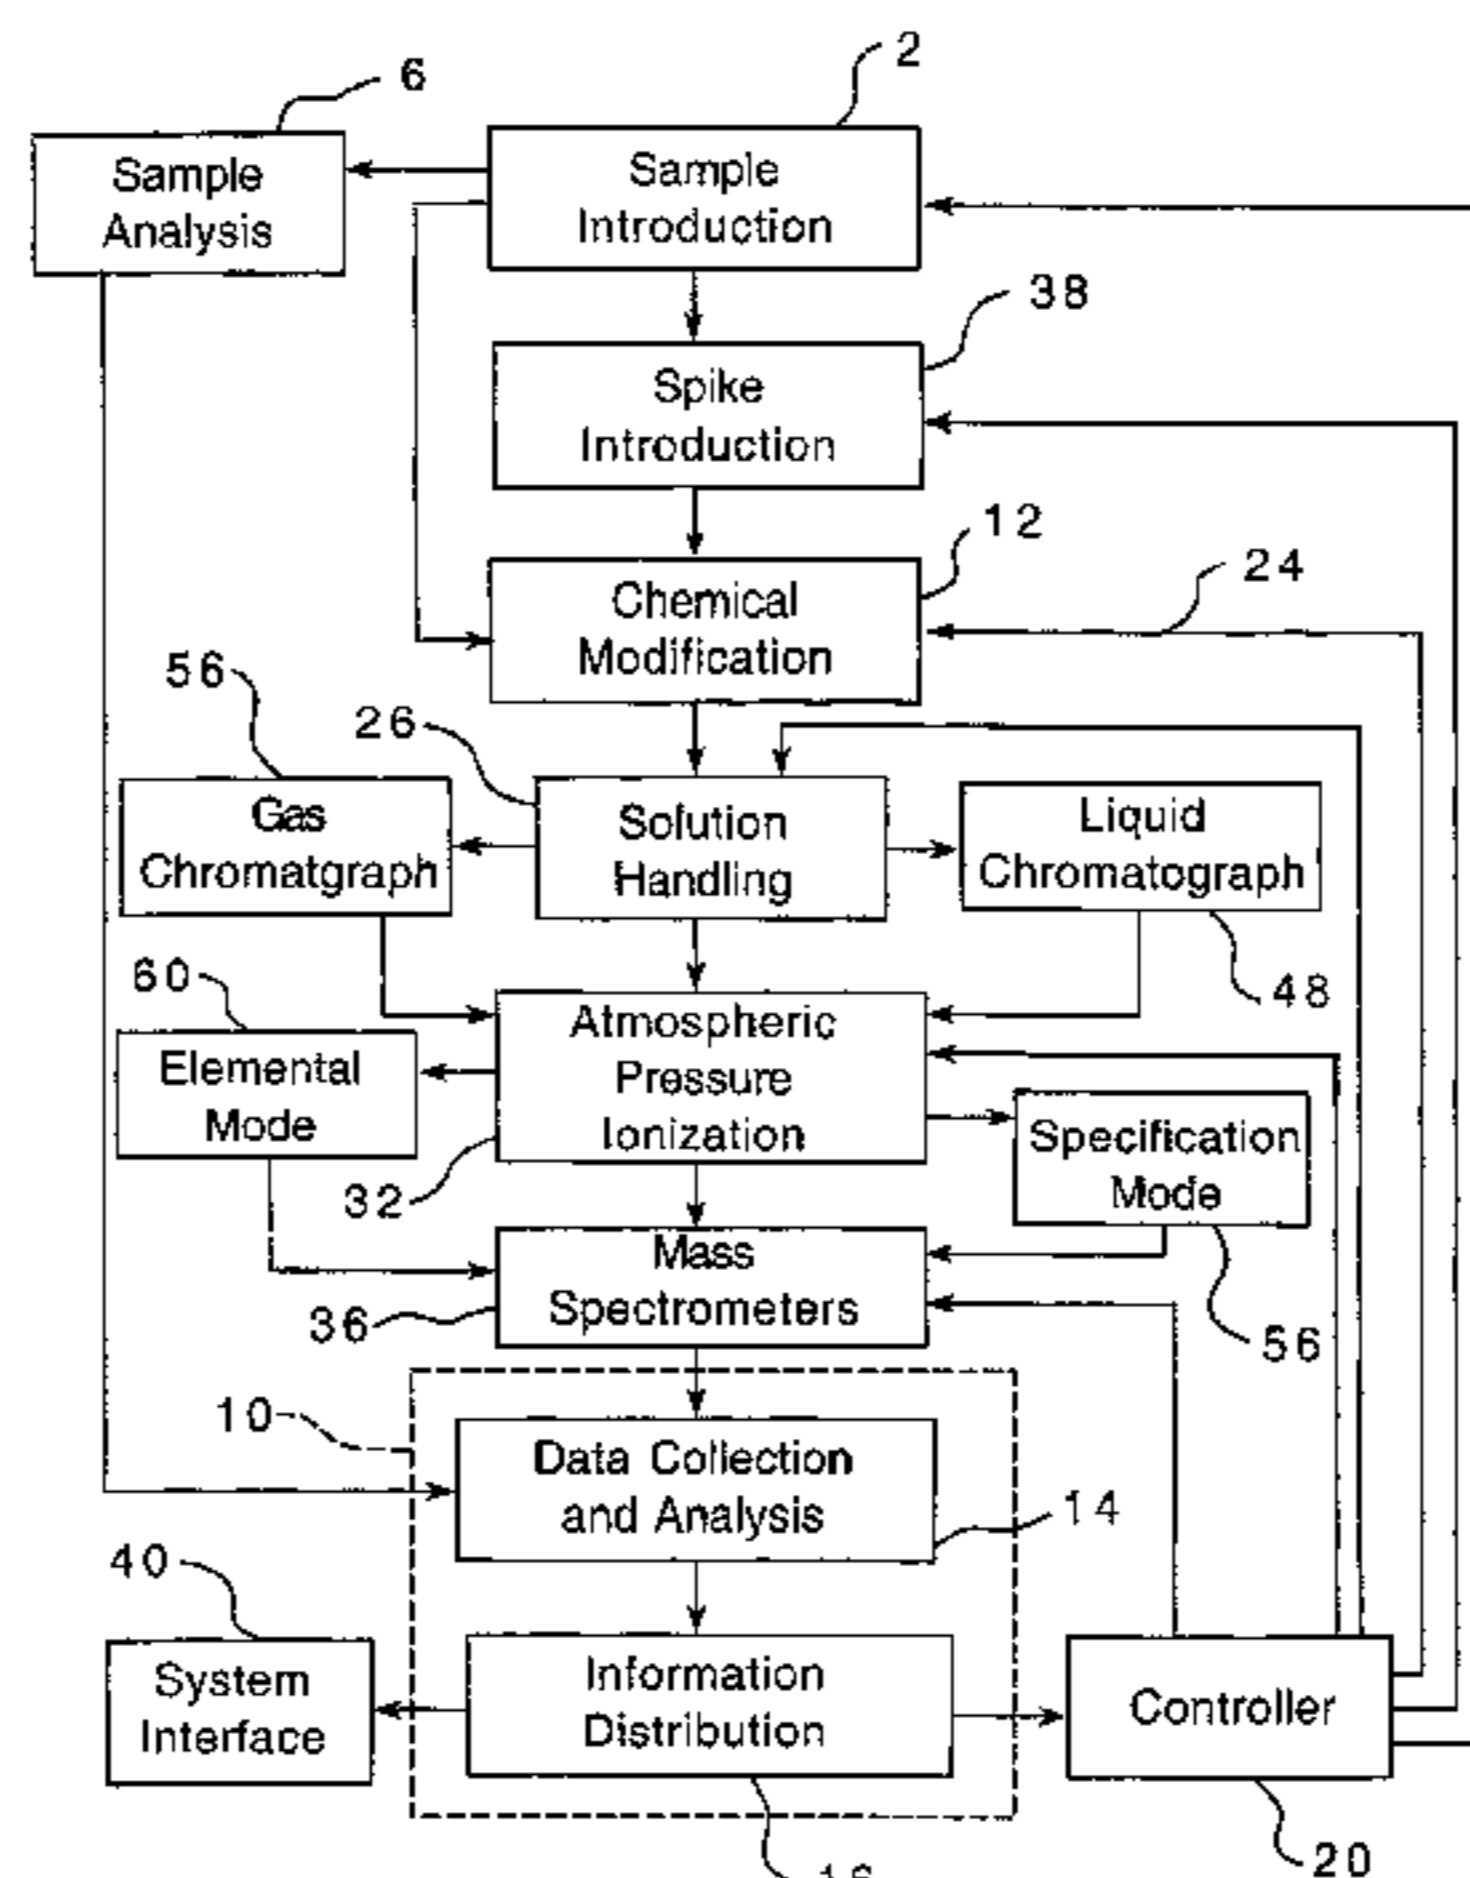 2
6
Sample
Analysis
Sample
Introduction
38
Spike
Introduction
12
24
Chemical
Modification
56
26
Gas
Chromatgraph
Solution
Handling
Liquid
Chromatograph
60
48
Atmospheric
Pressure
Ionization
Elemental
Mode
Specification
Mode
32
Mass
Spectrometers
36
56
10
Data Collection
and Analysis
14
40
System
Interface
Information
Distribution
Controller
20